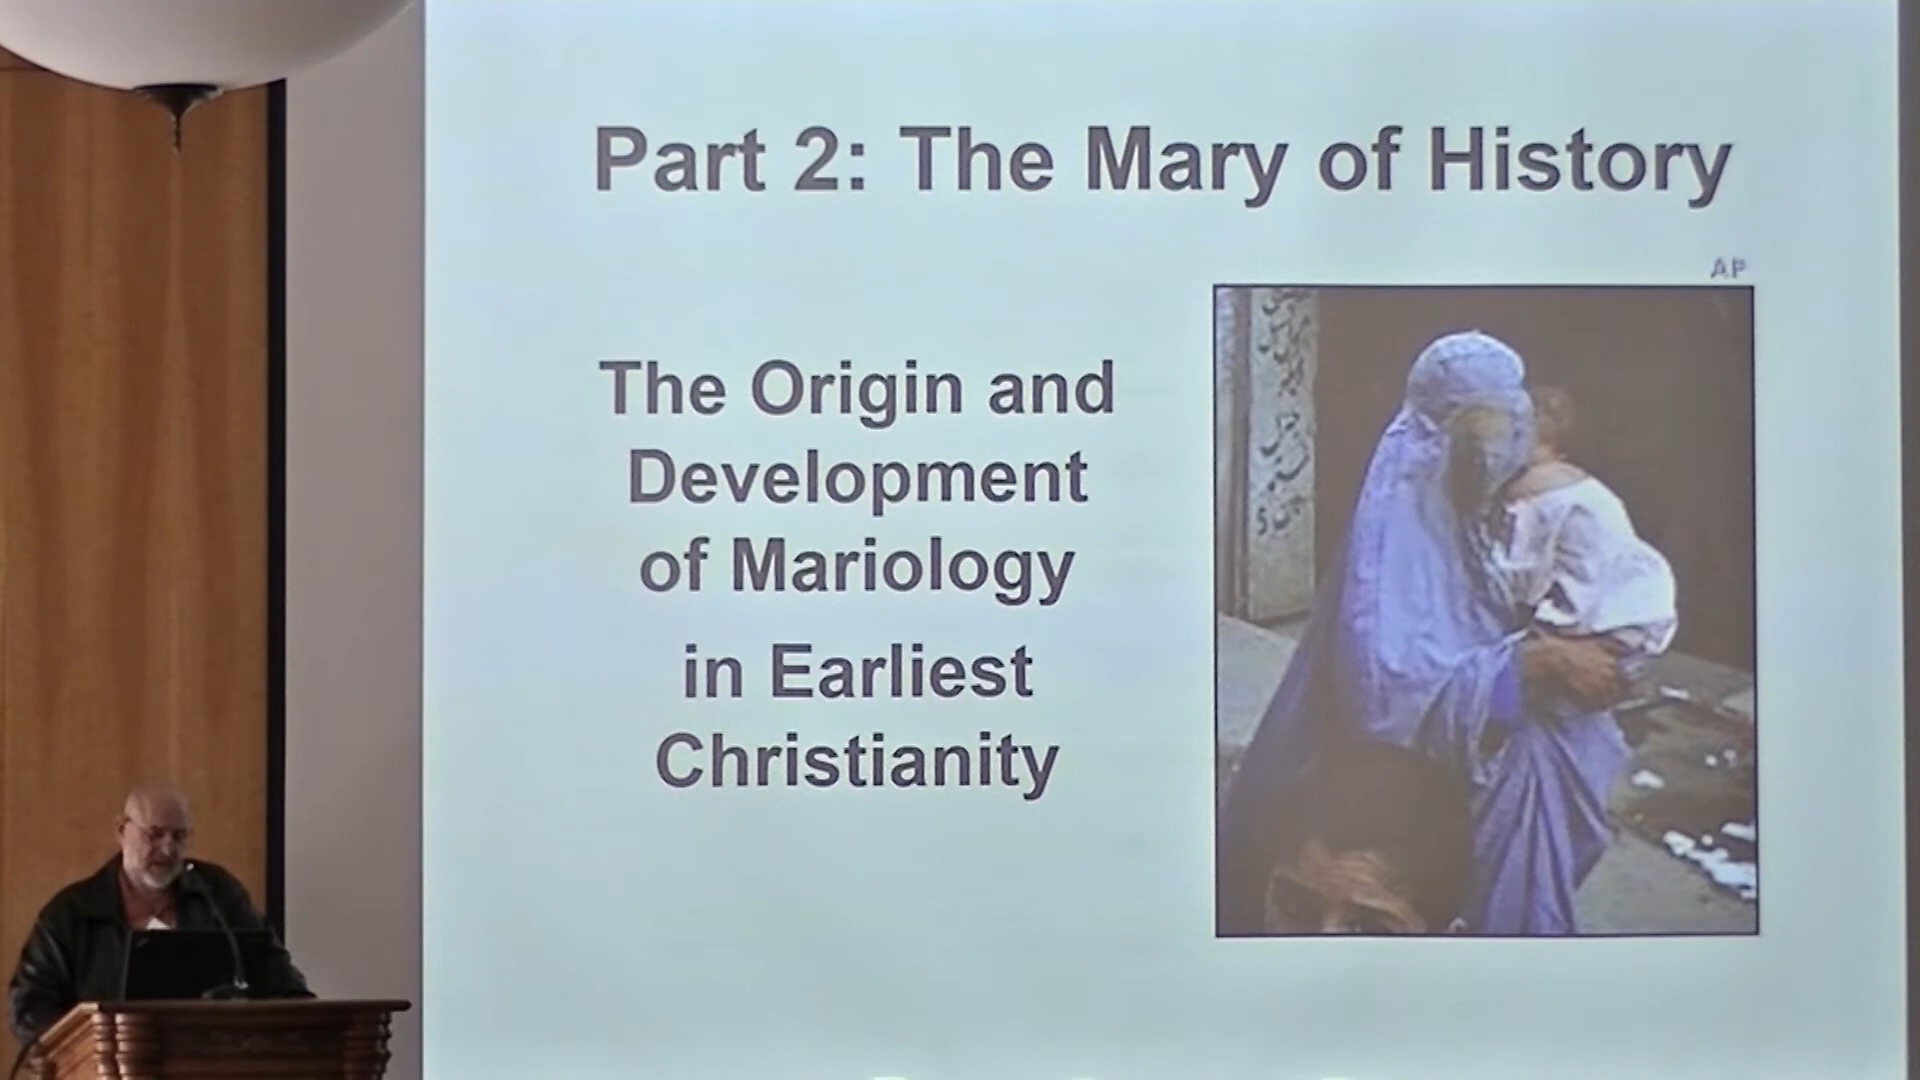 Part 2: The Mary of History
AP
The Origin and
Development
of Mariology
in Earliest
Christianity